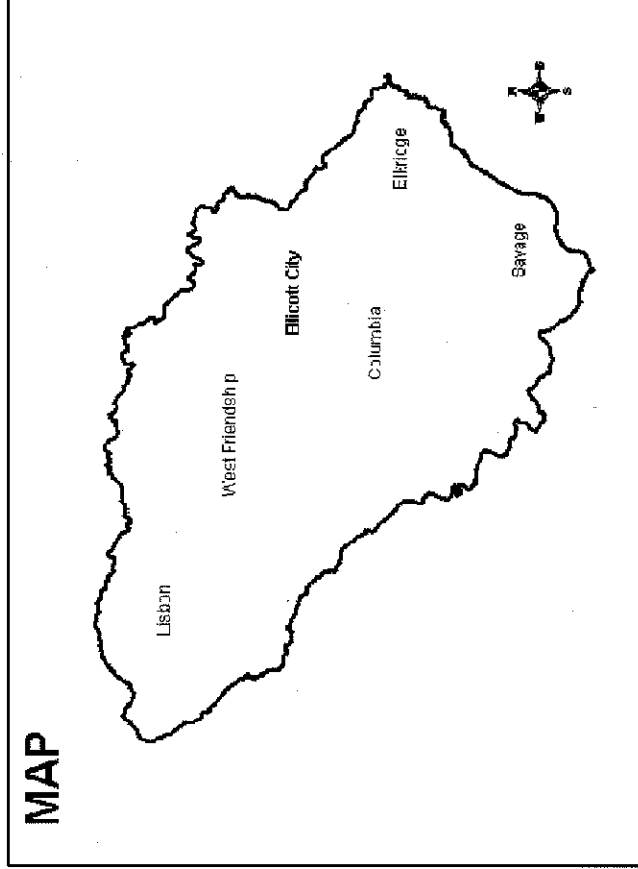 MAP
Lisbon
West Friendship
Ellicott City
Columbia
Elkridge
Savage
N
W
E
S